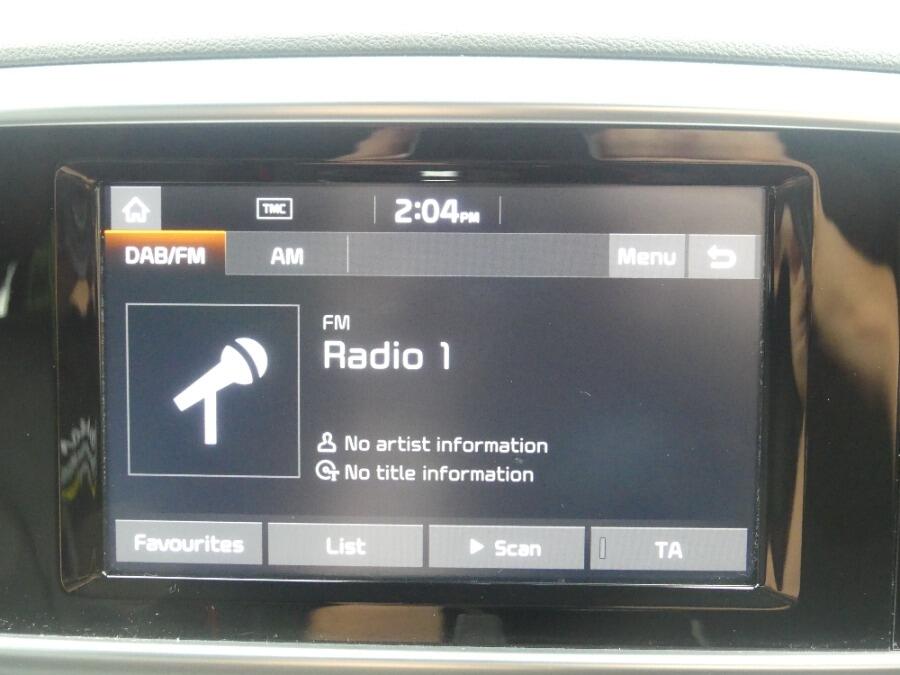 TMC
2:04PM
DAB/FM
AM
Menu
FM
Radio 1
No artist information
No title information
Favourites
List
Scan
TA